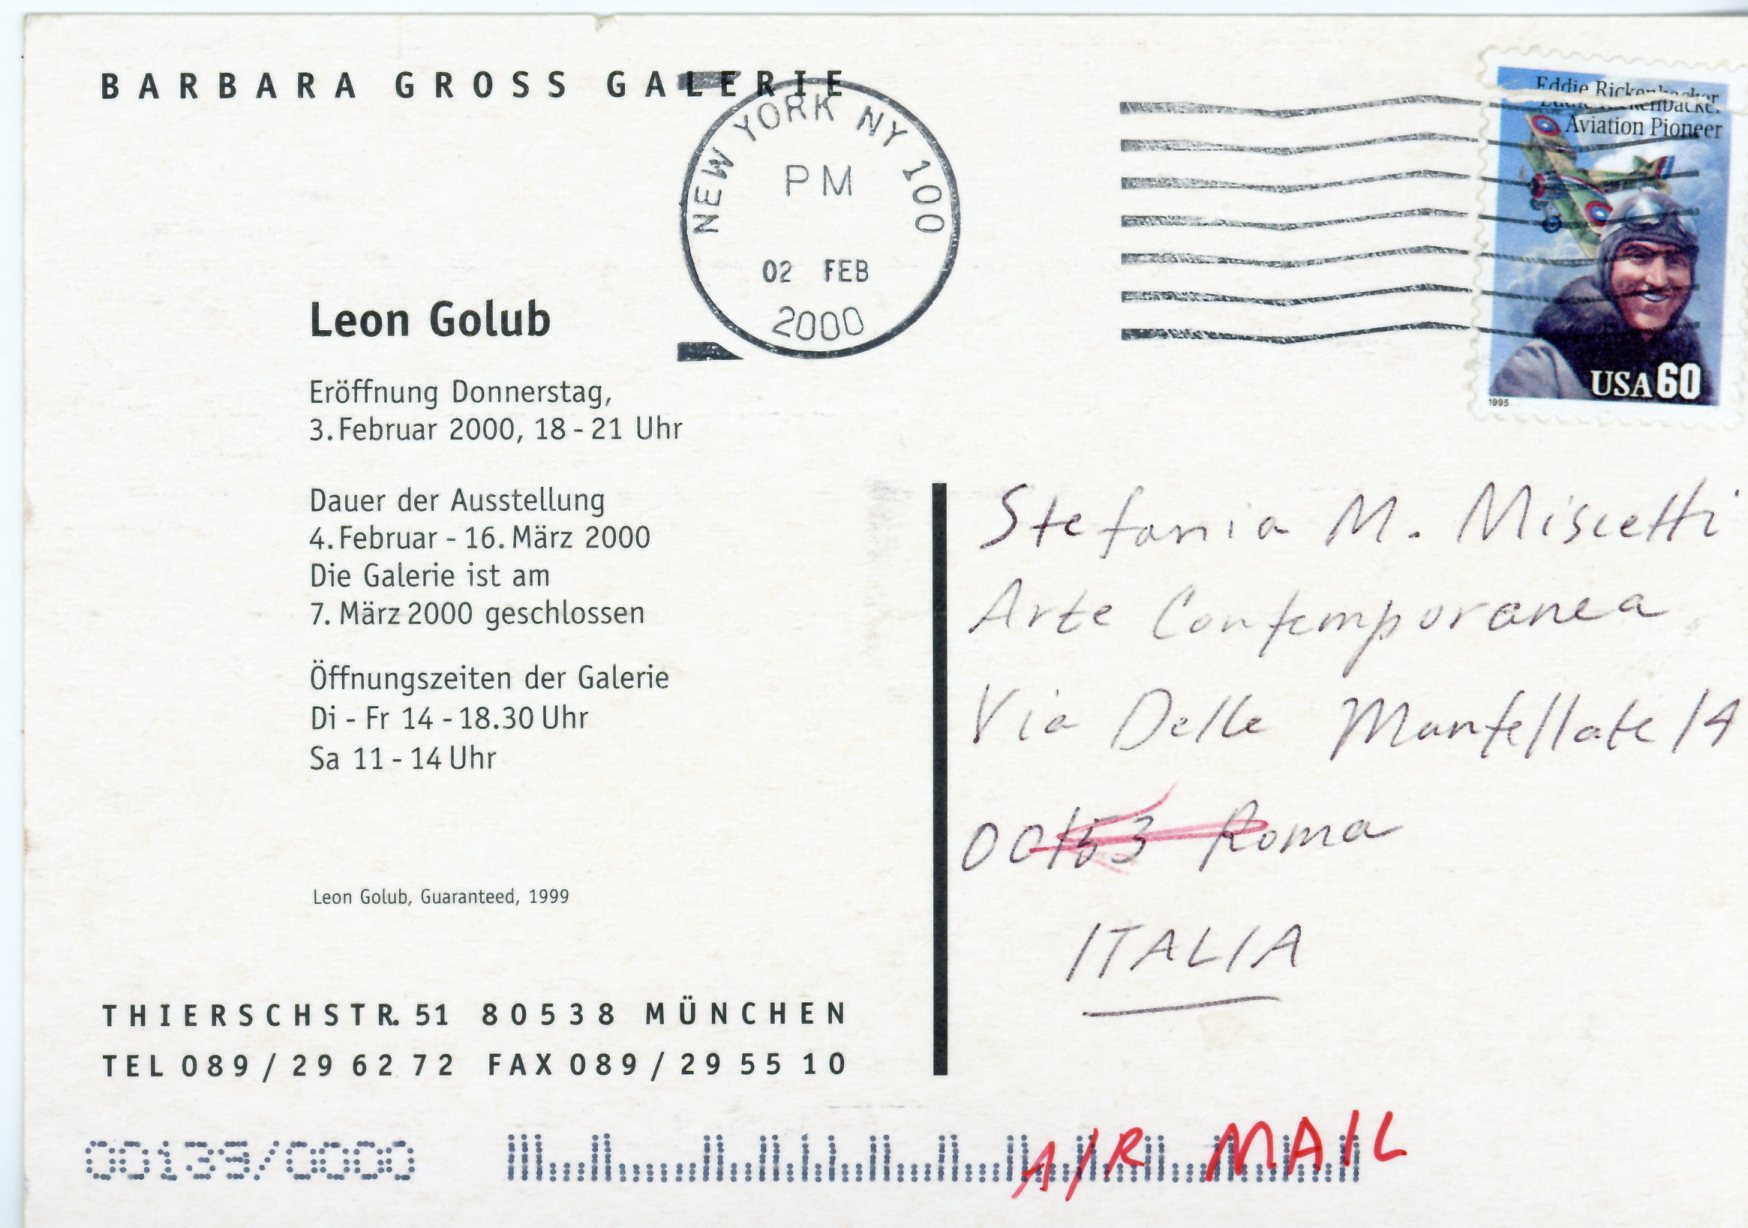 BARBARA GROSS GALERIE
NEW YORK NY 100
PM
02 FEB
2000
Eddie Rickenbacker
Eddie Rickenbacker
Aviation Pioneer
USA 60
1995
Leon Golub
Eröffnung Donnerstag,
3. Februar 2000, 18 - 21 Uhr
Dauer der Ausstellung
4. Februar - 16. März 2000
Die Galerie ist am
7. März 2000 geschlossen
Öffnungszeiten der Galerie
Di - Fr 14 - 18.30 Uhr
Sa 11 - 14 Uhr
Leon Golub, Guaranteed, 1999
THIERSCHSTR. 51 80538 MÜNCHEN
TEL 089 / 29 62 72 FAX 089 / 29 55 10
Stefania M. Miscetti
Arte Contemporanea
Via Delle Mantellate 14
00153 Roma
ITALIA
AIR MAIL
00139/0000